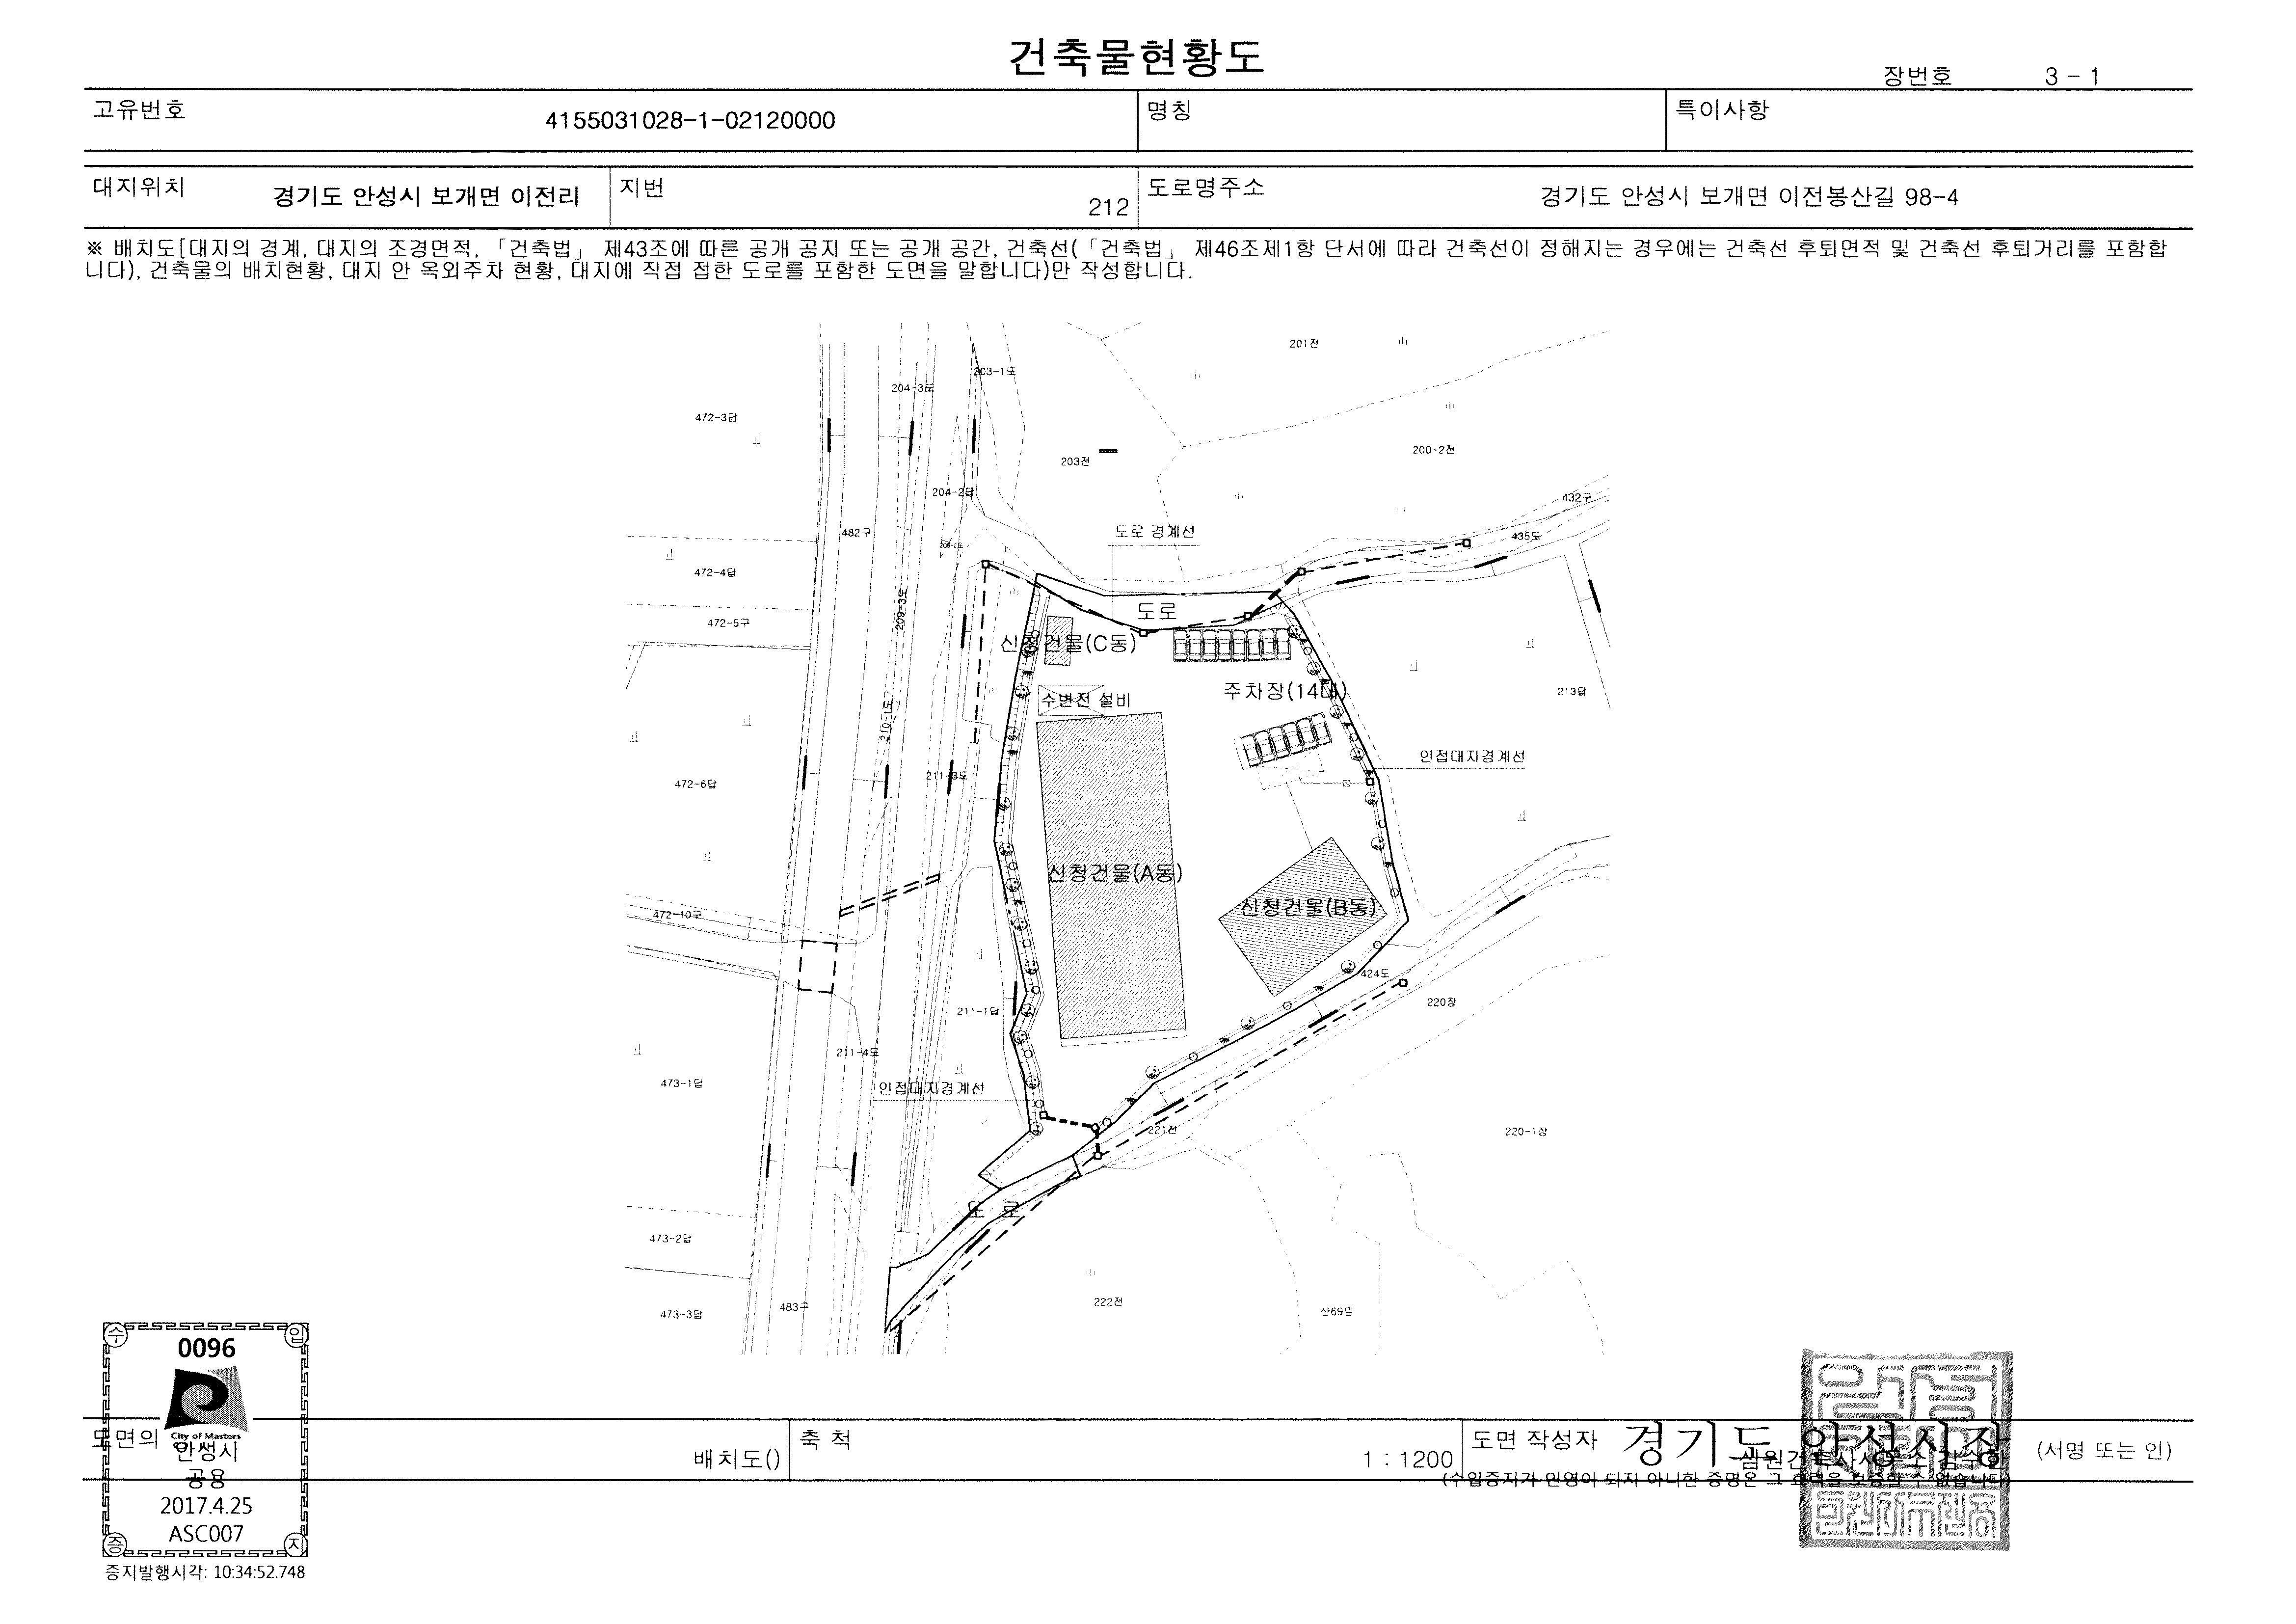 건축물현황도
장번호 3 - 1
고유번호 4155031028-1-02120000 명칭 특이사항
대지위치 경기도 안성시 보개면 이전리 지번 212 도로명주소 경기도 안성시 보개면 이전봉산길 98-4
※ 배치도[대지의 경계, 대지의 조경면적, 「건축법」 제43조에 따른 공개 공지 또는 공개 공간, 건축선(「건축법」 제46조제1항 단서에 따라 건축선이 정해지는 경우에는 건축선 후퇴면적 및 건축선 후퇴거리를 포함합
니다), 건축물의 배치현황, 대지 안 옥외주차 현황, 대지에 직접 접한 도로를 포함한 도면을 말합니다)만 작성합니다.
201전
203-1도
204-3도
472-3답
200-2전
203전
204-2답
432구
482구
도로 경계선
435도
472-4답
209-3도
도로
472-5구
신청건물(C동)
주차장(14대)
213답
수변전 설비
210-1도
인접대지경계선
211-3도
472-6답
신청건물(A동)
신청건물(B동)
472-10구
424도
220장
211-1답
211-4도
473-1답
인접대지경계선
221전
220-1장
도로
473-2답
222전
483구
산69임
473-3답
수 입
0096
City of Masters
안성시
공용
2017.4.25
ASC007
증 지
증지발행시각: 10:34:52.748
도면의
배치도()
축 척 1 : 1200
도면 작성자
경기도 안성시장
(서명 또는 인)
(수입증지가 인영이 되지 아니한 증명은 그 효력을 보증할 수 없습니다)